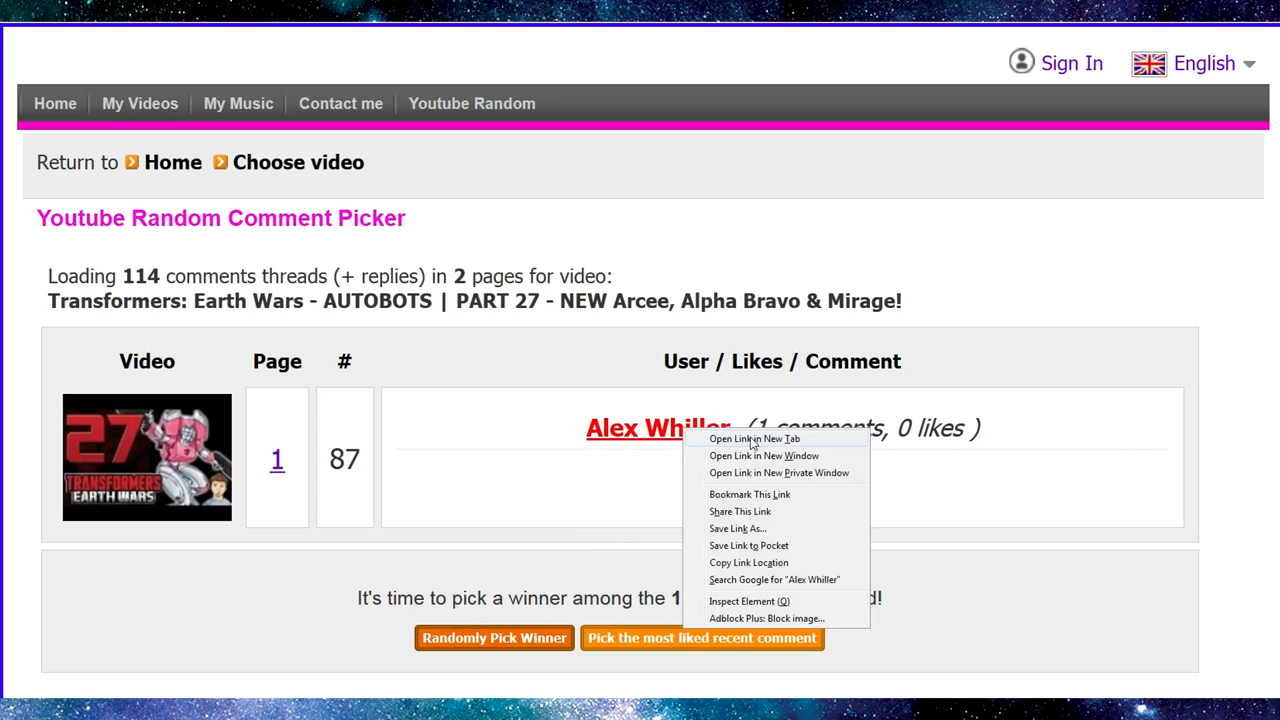 Sign In English
Home My Videos My Music Contact me Youtube Random
Return to Home Choose video
Youtube Random Comment Picker
Loading 114 comments threads (+ replies) in 2 pages for video:
Transformers: Earth Wars - AUTOBOTS | PART 27 - NEW Arcee, Alpha Bravo & Mirage!
Video Page # User / Likes / Comment
27
TRANSFORMERS
EARTH WARS
1
87
Alex Whiller (1 comments, 0 likes )
Open Link in New Tab
Open Link in New Window
Open Link in New Private Window
Bookmark This Link
Share This Link
Save Link As...
Save Link to Pocket
Copy Link Location
Search Google for "Alex Whiller"
Inspect Element (Q)
Adblock Plus: Block image...
It's time to pick a winner among the
Randomly Pick Winner Pick the most liked recent comment